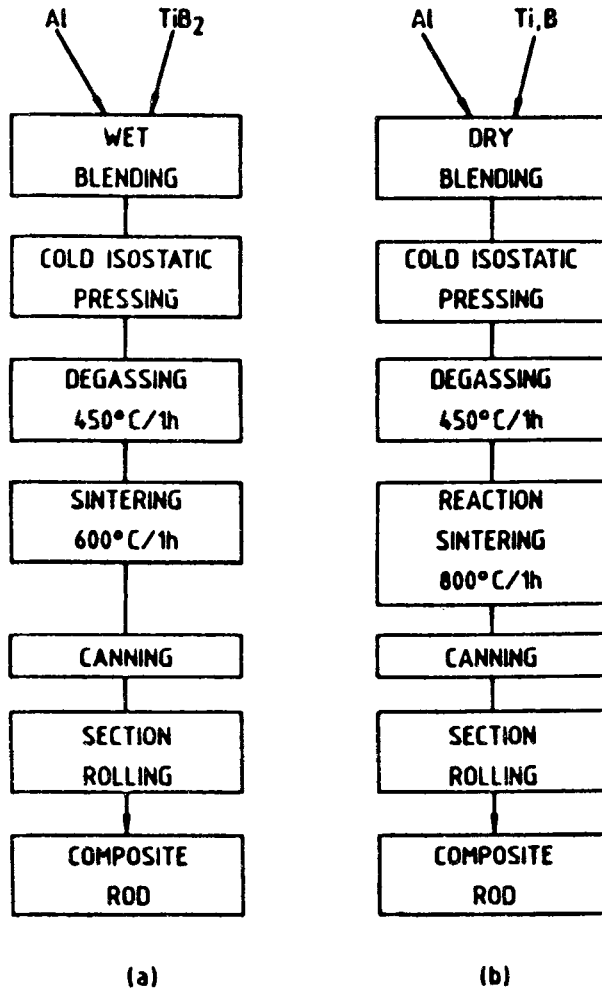 Al TiB2
WET
BLENDING
COLD ISOSTATIC
PRESSING
DEGASSING
450°C/1h
SINTERING
600°C/1h
CANNING
SECTION
ROLLING
COMPOSITE
ROD
(a)
Al Ti,B
DRY
BLENDING
COLD ISOSTATIC
PRESSING
DEGASSING
450°C/1h
REACTION
SINTERING
800°C/1h
CANNING
SECTION
ROLLING
COMPOSITE
ROD
(b)